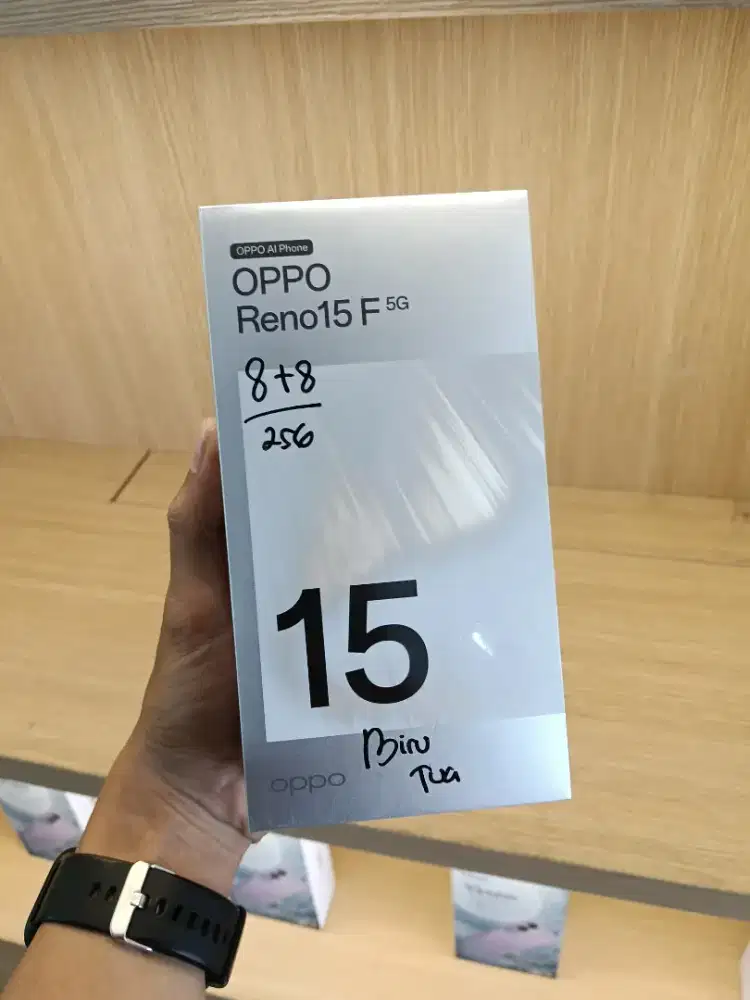 OPPO AI Phone
OPPO
Reno15 F 5G
8+8
256
15
Biru
Tua
oppo